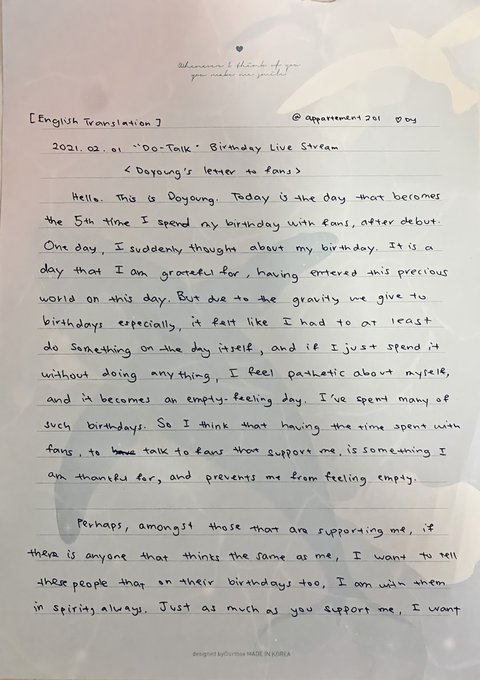 Whenever I think of you
you make me smile
[English Translation] @appartement201 ♡by
2021.02.01 "Do-Talk" Birthday Live Stream
<Doyoung's letter to fans>
Hello. This is Doyoung. Today is the day that becomes
the 5th time I spend my birthday with fans, after debut.
One day, I suddenly thought about my birthday. It is a
day that I am grateful for, having entered this precious
world on this day. But due to the gravity we give to
birthdays especially, it felt like I had to at least
do something on the day itself, and if I just spend it
without doing anything, I feel pathetic about myself,
and it becomes an empty-feeling day. I've spent many of
such birthdays. So I think that having the time spent with
fans, to talk to fans that support me, is something I
am thankful for, and prevents me from feeling empty.
Perhaps, amongst those that are supporting me, if
there is anyone that thinks the same as me, I want to tell
these people that on their birthdays too, I am with them
in spirit, always. Just as much as you support me, I want
designed by Ourtboa MADE IN KOREA